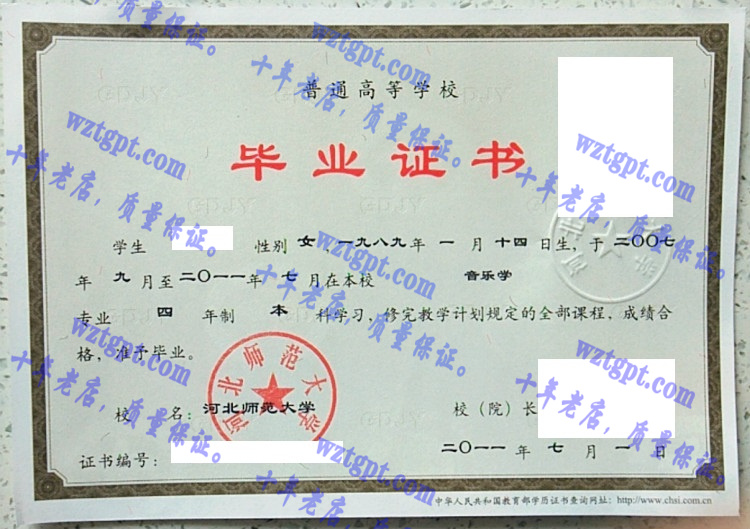 普通高等学校
毕业证书
学生 性别 女，一九八九年 一 月 十四 日生，于 二〇〇七
年 九 月至 二〇一一年 七 月在本校 音乐学
专业 四 年制 本 科学习，修完教学计划规定的全部课程，成绩合
格，准予毕业。
河北师范大学
校 名：河北师范大学 校（院）长
二〇一一 年 七 月 一 日
证书编号：
中华人民共和国教育部学历证书查询网址：http://www.chsi.com.cn
wztgpt.com
十年老店，质量保证。